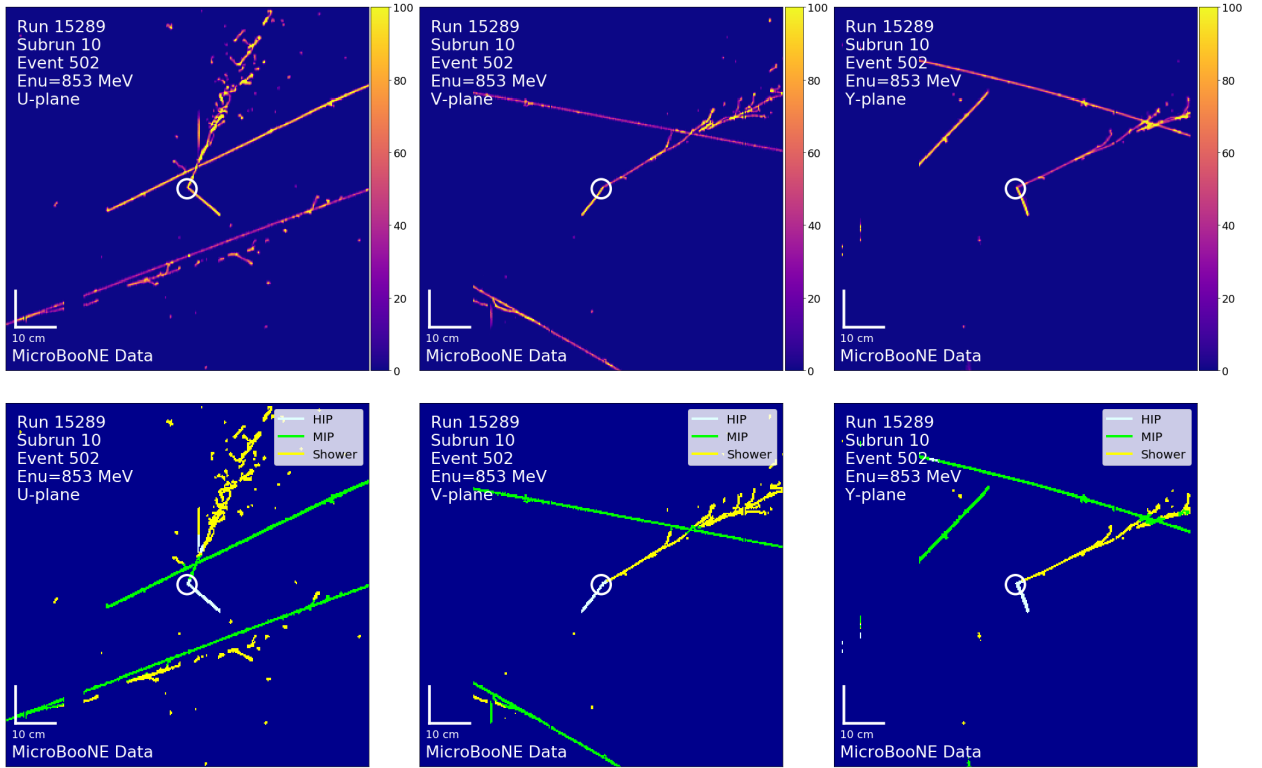 Run 15289
Subrun 10
Event 502
Enu=853 MeV
U-plane
10 cm
MicroBooNE Data
100
80
60
40
20
0
Run 15289
Subrun 10
Event 502
Enu=853 MeV
V-plane
10 cm
MicroBooNE Data
100
80
60
40
20
0
Run 15289
Subrun 10
Event 502
Enu=853 MeV
Y-plane
10 cm
MicroBooNE Data
100
80
60
40
20
0
Run 15289
Subrun 10
Event 502
Enu=853 MeV
U-plane
HIP
MIP
Shower
10 cm
MicroBooNE Data
Run 15289
Subrun 10
Event 502
Enu=853 MeV
V-plane
HIP
MIP
Shower
10 cm
MicroBooNE Data
Run 15289
Subrun 10
Event 502
Enu=853 MeV
Y-plane
HIP
MIP
Shower
10 cm
MicroBooNE Data